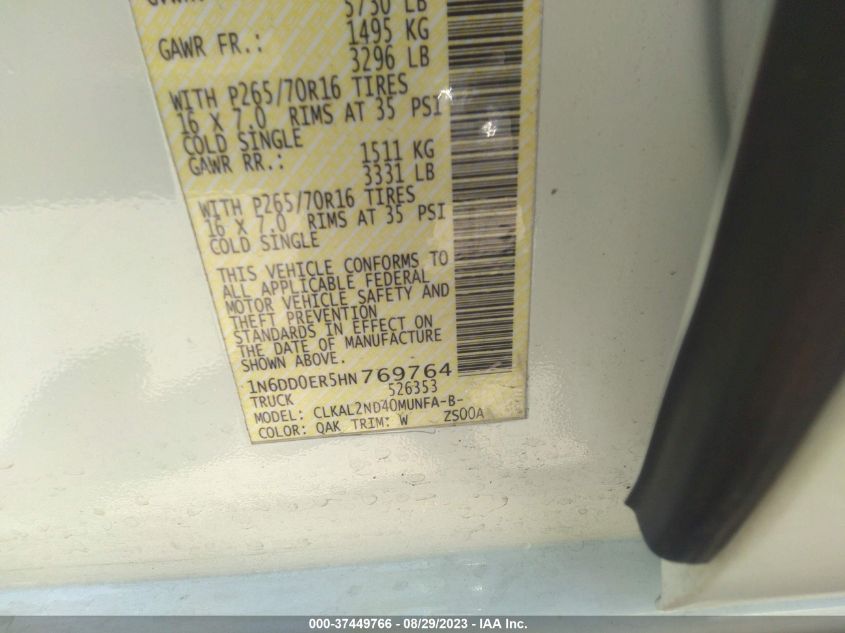 5730 LB
GAWR FR.: 1495 KG
3296 LB
WITH P265/70R16 TIRES
16 X 7.0 RIMS AT 35 PSI
COLD SINGLE
GAWR RR.: 1511 KG
3331 LB
WITH P265/70R16 TIRES
16 X 7.0 RIMS AT 35 PSI
COLD SINGLE
THIS VEHICLE CONFORMS TO
ALL APPLICABLE FEDERAL
MOTOR VEHICLE SAFETY AND
THEFT PREVENTION
STANDARDS IN EFFECT ON
THE DATE OF MANUFACTURE
SHOWN ABOVE.
1N6DD0ER5HN769764
TRUCK 526353
MODEL: CLKAL2ND40MUNFA-B-
COLOR: QAK TRIM: W ZS00A
000-37449766 - 08/29/2023 - IAA Inc.